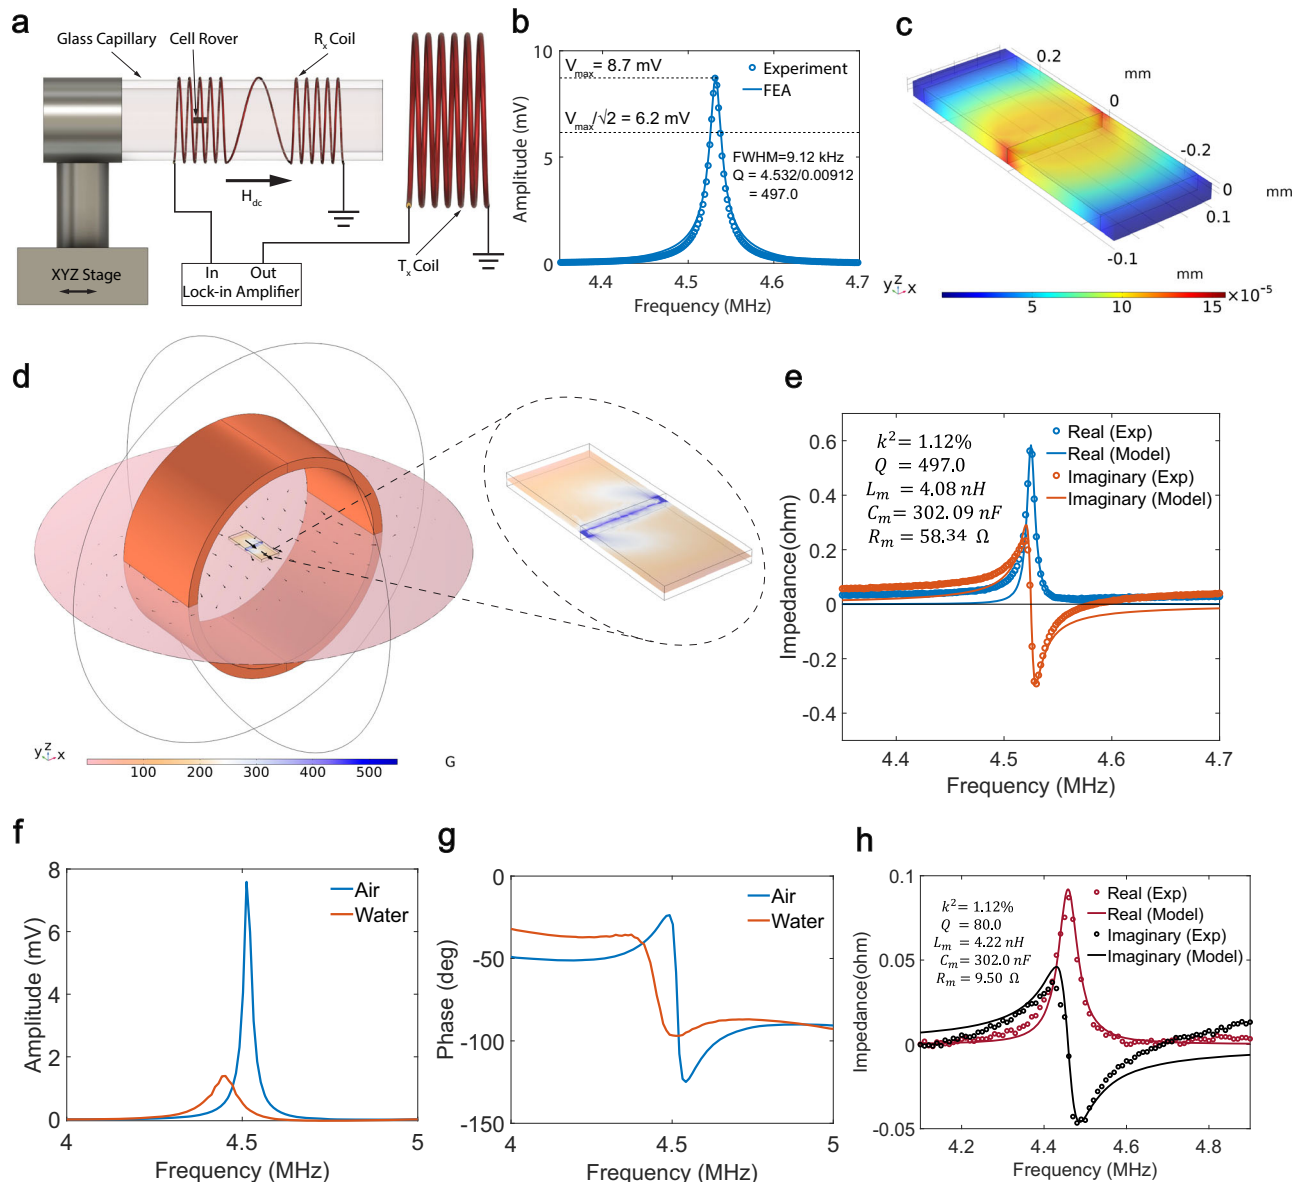 a
Glass Capillary
Cell Rover
Rx Coil
Hdc
Tx Coil
XYZ Stage
In Out
Lock-in Amplifier
b
Vmax = 8.7 mV
Vmax/√2 = 6.2 mV
Experiment
FEA
FWHM=9.12 kHz
Q = 4.532/0.00912
= 497.0
10
5
0
Amplitude (mV)
4.4 4.5 4.6 4.7
Frequency (MHz)
c
0.2
mm
0
-0.2
0 mm
0.1
-0.1
mm
y z x
5 10 15 ×10⁻⁵
d
y z x
100 200 300 400 500 G
e
k² = 1.12%
Q = 497.0
Lm = 4.08 nH
Cm = 302.09 nF
Rm = 58.34 Ω
Real (Exp)
Real (Model)
Imaginary (Exp)
Imaginary (Model)
0.6
0.4
0.2
0
-0.2
-0.4
Impedance(ohm)
4.4 4.5 4.6 4.7
Frequency (MHz)
f
Air
Water
8
6
4
2
0
Amplitude (mV)
4 4.5 5
Frequency (MHz)
g
Air
Water
0
-50
-100
-150
Phase (deg)
4 4.5 5
Frequency (MHz)
h
k² = 1.12%
Q = 80.0
Lm = 4.22 nH
Cm = 302.0 nF
Rm = 9.50 Ω
Real (Exp)
Real (Model)
Imaginary (Exp)
Imaginary (Model)
0.1
0.05
0
-0.05
Impedance(ohm)
4.2 4.4 4.6 4.8
Frequency (MHz)